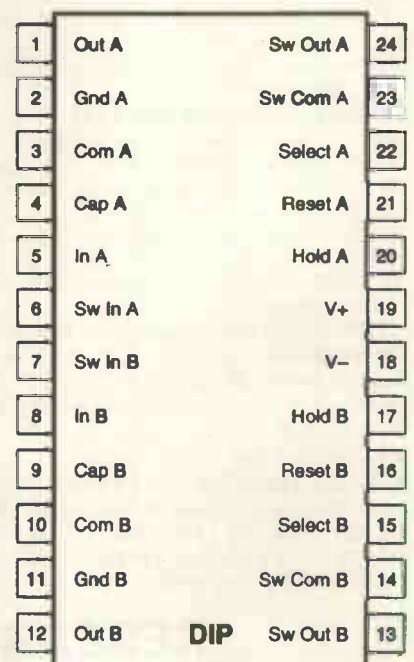 1 Out A Sw Out A 24
2 Gnd A Sw Com A 23
3 Com A Select A 22
4 Cap A Reset A 21
5 In A Hold A 20
6 Sw In A V+ 19
7 Sw In B V– 18
8 In B Hold B 17
9 Cap B Reset B 16
10 Com B Select B 15
11 Gnd B Sw Com B 14
12 Out B DIP Sw Out B 13